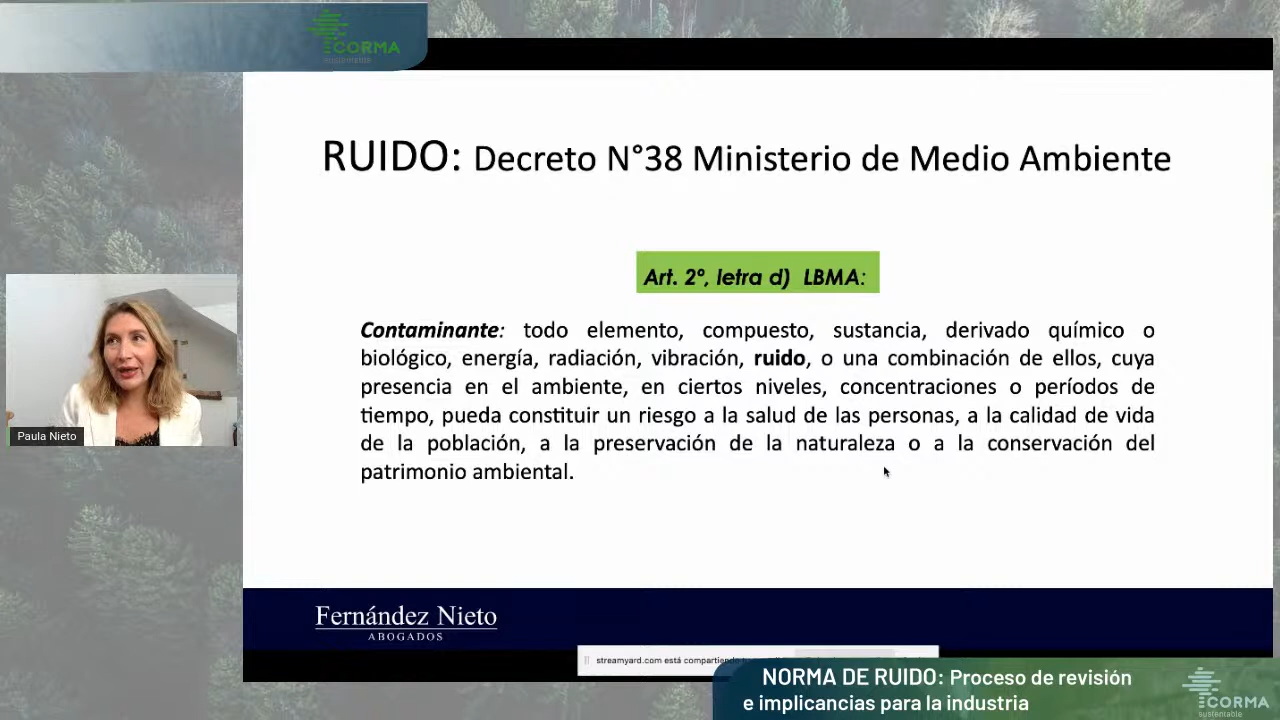 CORMA
sustentable
RUIDO: Decreto N°38 Ministerio de Medio Ambiente
Art. 2°, letra d) LBMA:
Contaminante: todo elemento, compuesto, sustancia, derivado químico o
biológico, energía, radiación, vibración, ruido, o una combinación de ellos, cuya
presencia en el ambiente, en ciertos niveles, concentraciones o períodos de
tiempo, pueda constituir un riesgo a la salud de las personas, a la calidad de vida
de la población, a la preservación de la naturaleza o a la conservación del
patrimonio ambiental.
Paula Nieto
Fernández Nieto
ABOGADOS
streamyard.com está compartiendo
NORMA DE RUIDO: Proceso de revisión
e implicancias para la industria
CORMA
sustentable